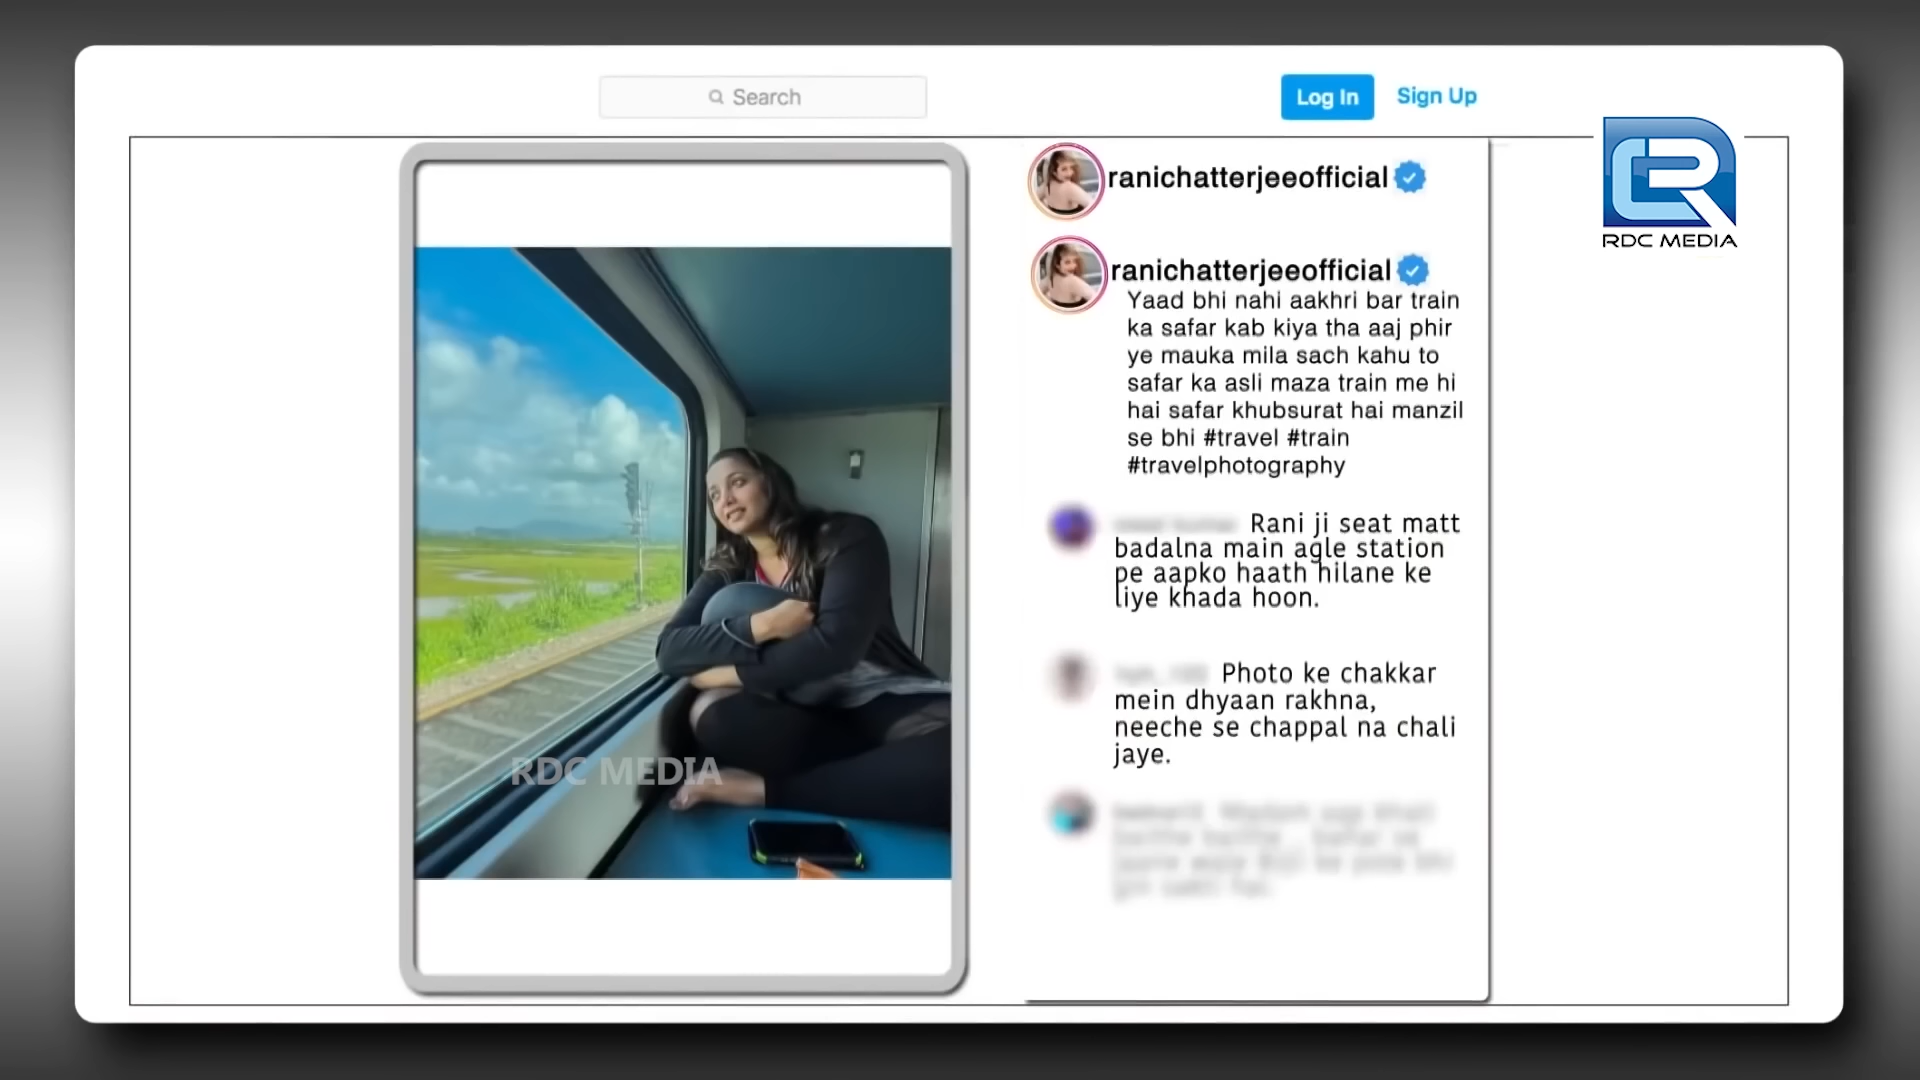 Search
Log In
Sign Up
RDC MEDIA
ranichatterjeeofficial
ranichatterjeeofficial
Yaad bhi nahi aakhri bar train
ka safar kab kiya tha aaj phir
ye mauka mila sach kahu to
safar ka asli maza train me hi
hai safar khubsurat hai manzil
se bhi #travel #train
#travelphotography
Rani ji seat matt
badalna main agle station
pe aapko haath hilane ke
liye khada hoon.
Photo ke chakkar
mein dhyaan rakhna,
neeche se chappal na chali
jaye.
RDC MEDIA